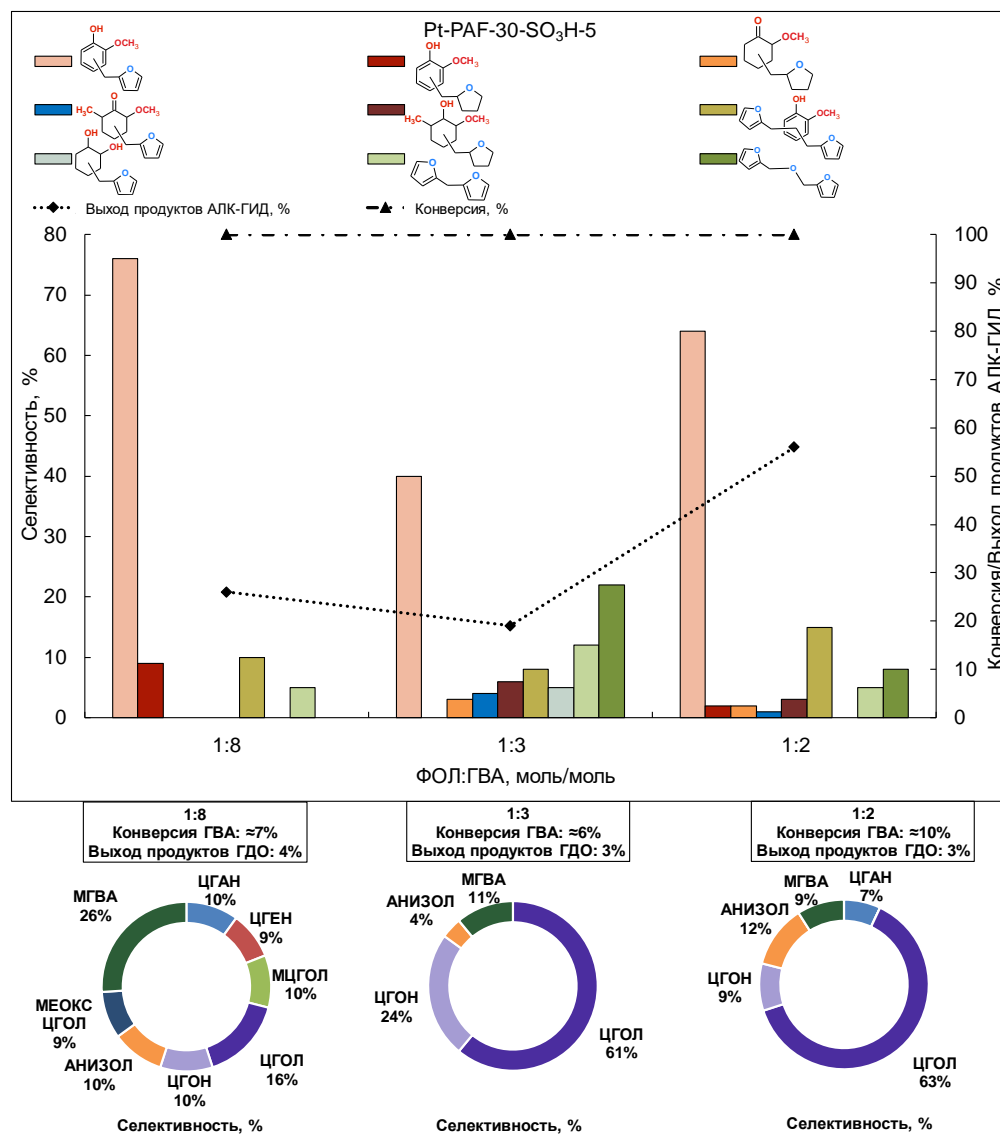 Pt-PAF-30-SO₃H-5
OH
OCH₃
O
OH
OCH₃
O
O
OCH₃
O
H₃C
O
OCH₃
O
OH
H₃C
OCH₃
O
O
OH
OCH₃
O
OH
OH
O
O
O
O
O
O
Выход продуктов АЛК-ГИД, %
Конверсия, %
80
70
60
50
40
30
20
10
0
Селективность, %
100
90
80
70
60
50
40
30
20
10
0
Конверсия/Выход продуктов АЛК-ГИД, %
1:8
1:3
1:2
ФОЛ:ГВА, моль/моль
1:8
Конверсия ГВА: ≈7%
Выход продуктов ГДО: 4%
1:3
Конверсия ГВА: ≈6%
Выход продуктов ГДО: 3%
1:2
Конверсия ГВА: ≈10%
Выход продуктов ГДО: 3%
МГВА
26%
ЦГАН
10%
ЦГЕН
9%
МЦГОЛ
10%
ЦГОЛ
16%
ЦГОН
10%
АНИЗОЛ
10%
МЕОКС
ЦГОЛ
9%
Селективность, %
МГВА
11%
АНИЗОЛ
4%
ЦГОН
24%
ЦГОЛ
61%
Селективность, %
МГВА
9%
ЦГАН
7%
АНИЗОЛ
12%
ЦГОН
9%
ЦГОЛ
63%
Селективность, %